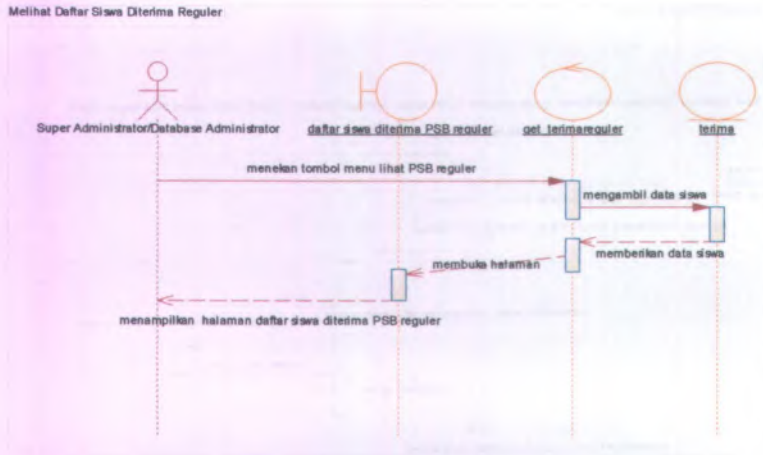 Melihat Daftar Siswa Diterima Reguler
Super Administrator/Database Administrator
daftar siswa diterima PSB reguler
get_terimareguler
terima
menekan tombol menu lihat PSB reguler
mengambil data siswa
memberikan data siswa
membuka halaman
menampilkan halaman daftar siswa diterima PSB reguler